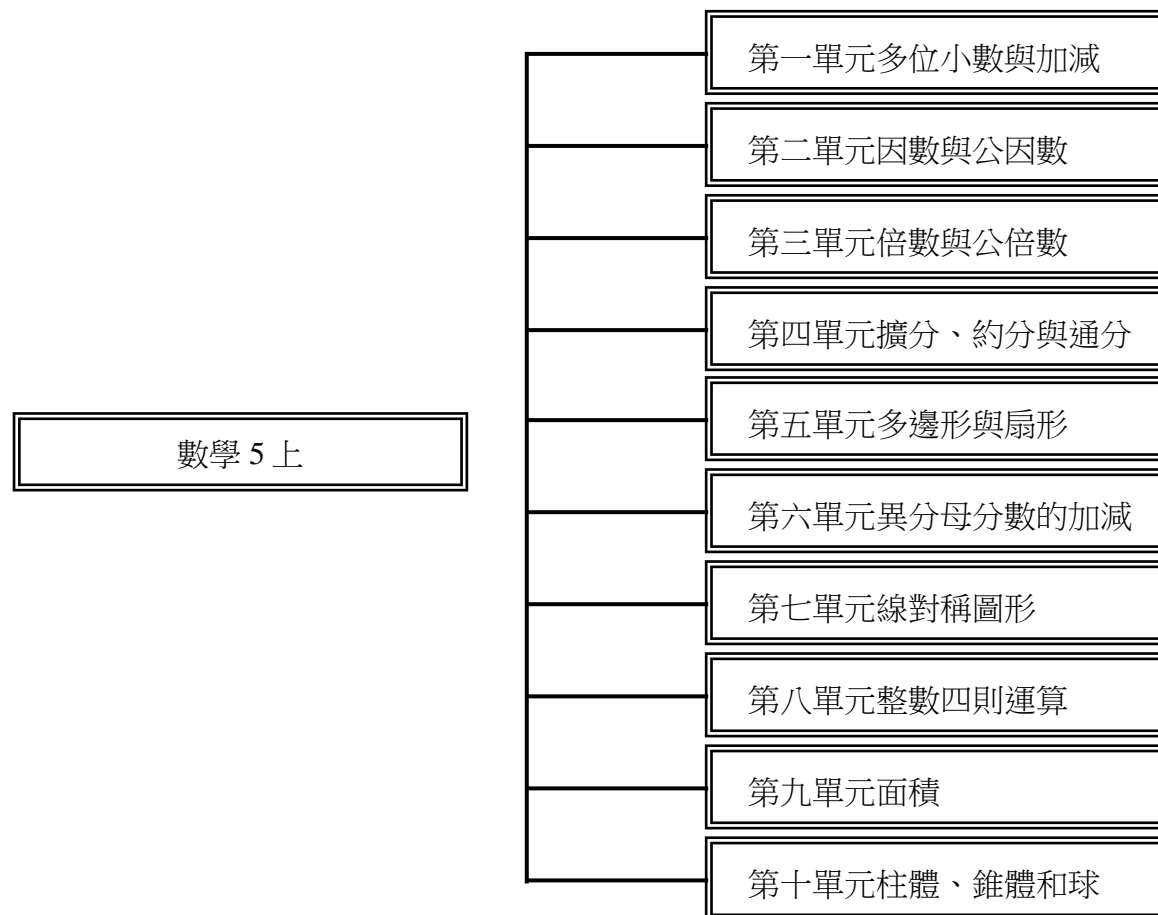 第一單元多位小數與加減
第二單元因數與公因數
第三單元倍數與公倍數
第四單元擴分、約分與通分
第五單元多邊形與扇形
數學 5 上
第六單元異分母分數的加減
第七單元線對稱圖形
第八單元整數四則運算
第九單元面積
第十單元柱體、錐體和球